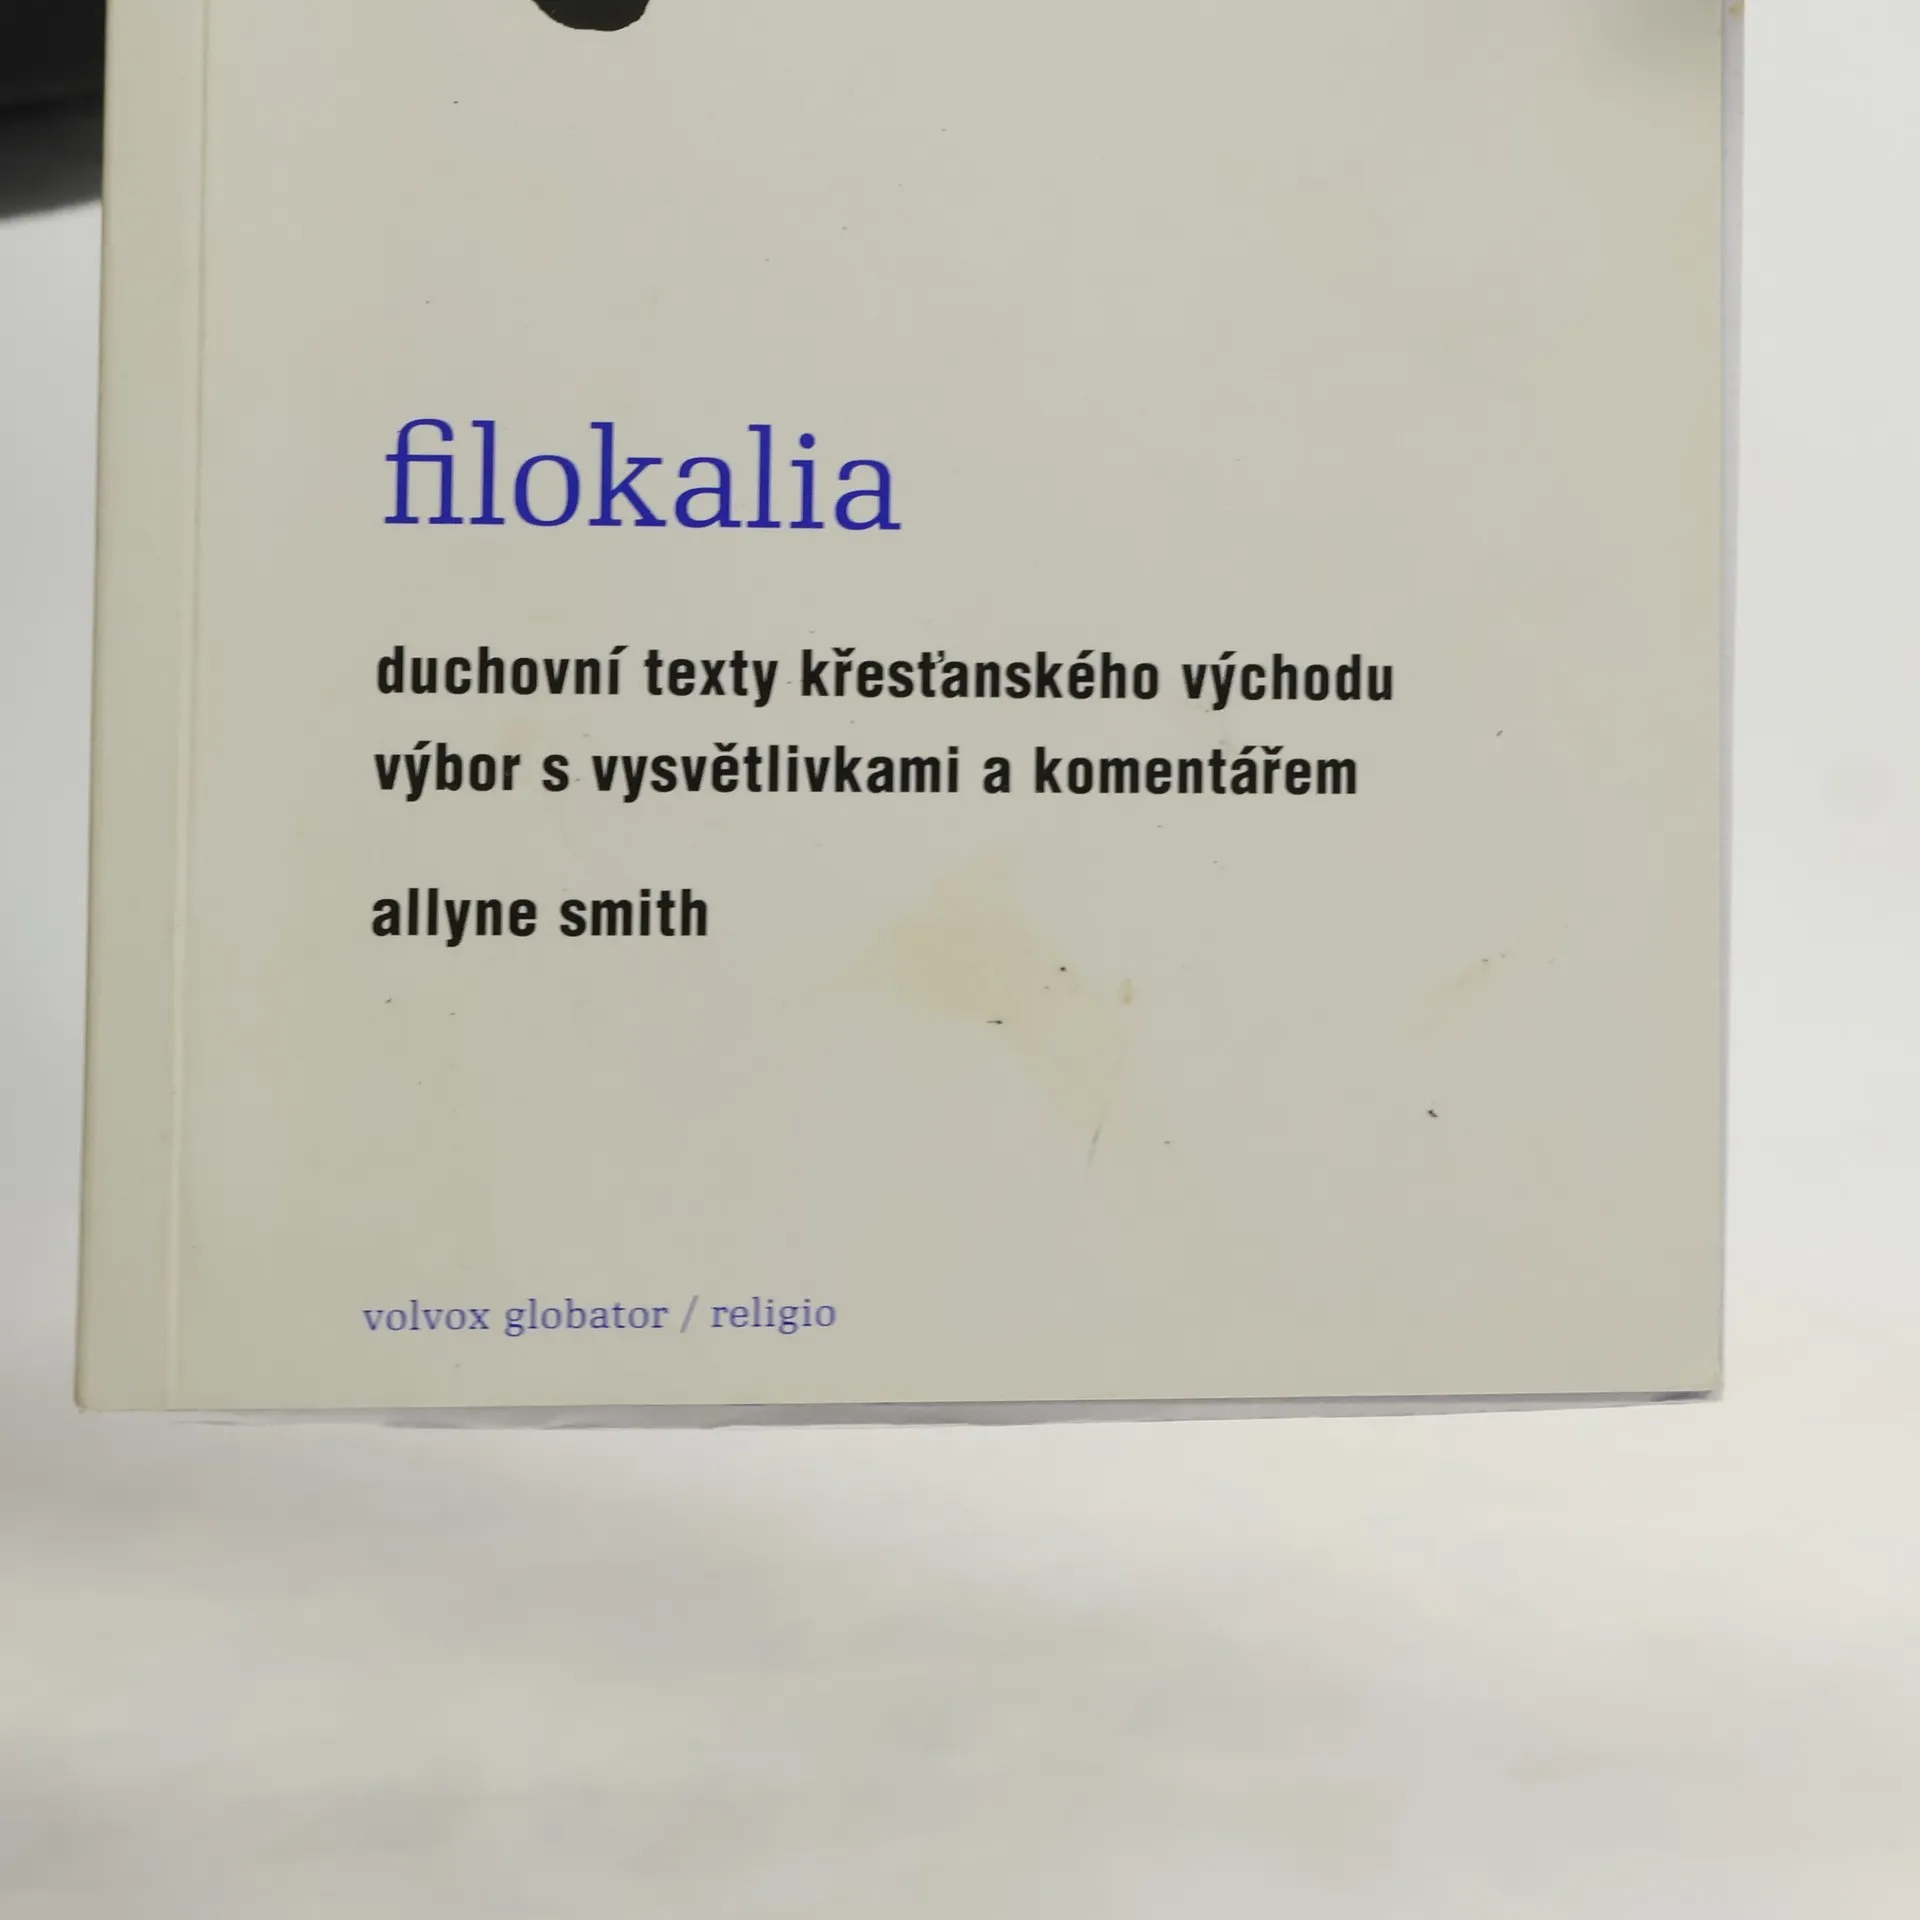 filokalia
duchovní texty křesťanského východu
výbor s vysvětlivkami a komentářem
allyne smith
volvox globator / religio